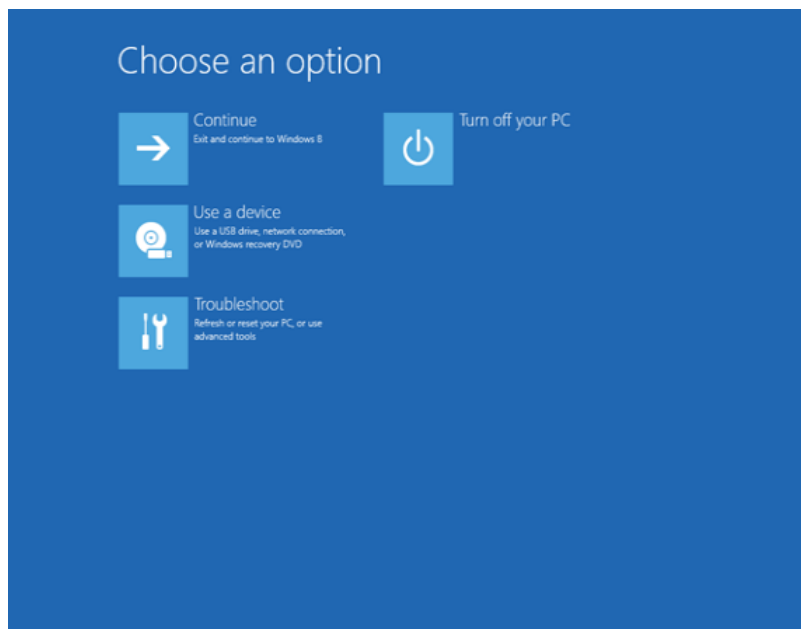 Choose an option
Continue
Exit and continue to Windows 8
Turn off your PC
Use a device
Use a USB drive, network connection,
or Windows recovery DVD
Troubleshoot
Refresh or reset your PC, or use
advanced tools